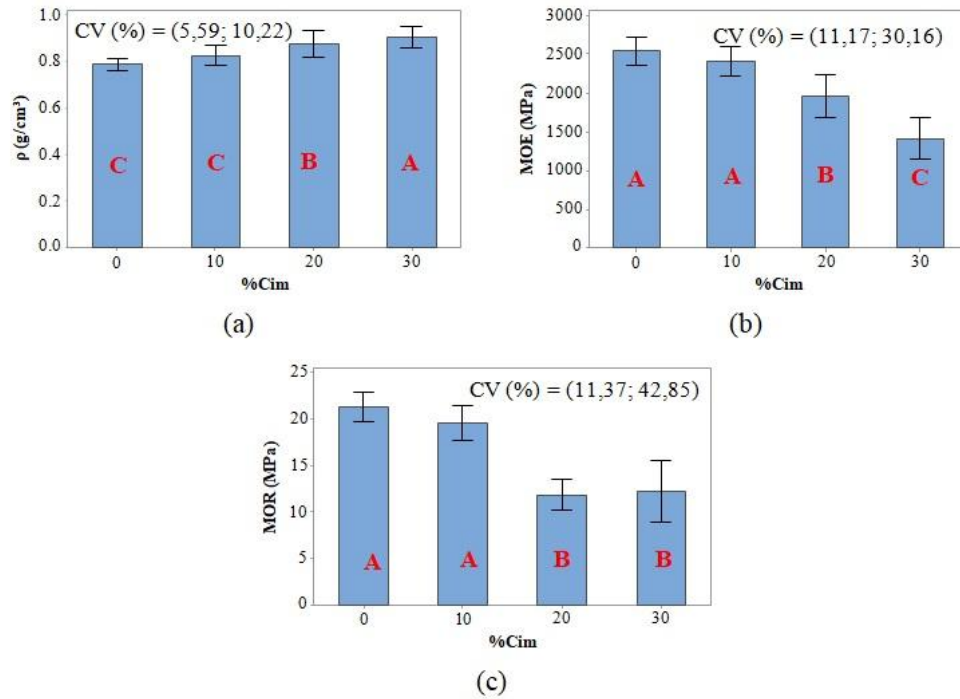 CV (%) = (5,59; 10,22)
ρ (g/cm³)
1.0
0.8
0.6
0.4
0.2
0.0
C
C
B
A
0
10
20
30
%Cim
(a)
CV (%) = (11,17; 30,16)
MOE (MPa)
3000
2500
2000
1500
1000
500
0
A
A
B
C
0
10
20
30
%Cim
(b)
CV (%) = (11,37; 42,85)
MOR (MPa)
25
20
15
10
5
0
A
A
B
B
0
10
20
30
%Cim
(c)